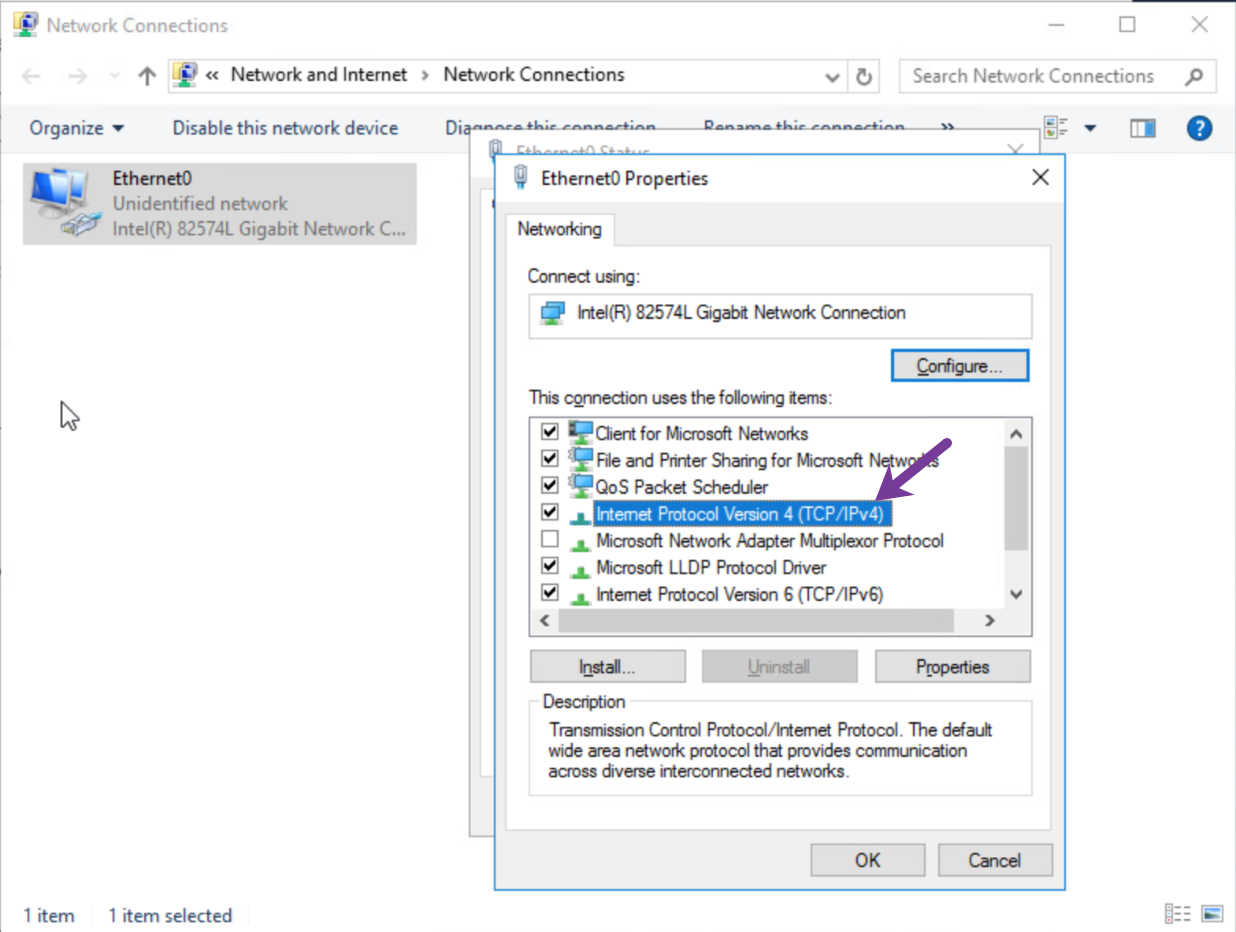 Network Connections
« Network and Internet > Network Connections
Search Network Connections
Organize Disable this network device Diagnose this connection Rename this connection »
Ethernet0
Unidentified network
Intel(R) 82574L Gigabit Network C...
Ethernet0 Status
Ethernet0 Properties
Networking
Connect using:
Intel(R) 82574L Gigabit Network Connection
Configure...
This connection uses the following items:
Client for Microsoft Networks
File and Printer Sharing for Microsoft Networks
QoS Packet Scheduler
Internet Protocol Version 4 (TCP/IPv4)
Microsoft Network Adapter Multiplexor Protocol
Microsoft LLDP Protocol Driver
Internet Protocol Version 6 (TCP/IPv6)
Install... Uninstall Properties
Description
Transmission Control Protocol/Internet Protocol. The default
wide area network protocol that provides communication
across diverse interconnected networks.
OK Cancel
1 item 1 item selected